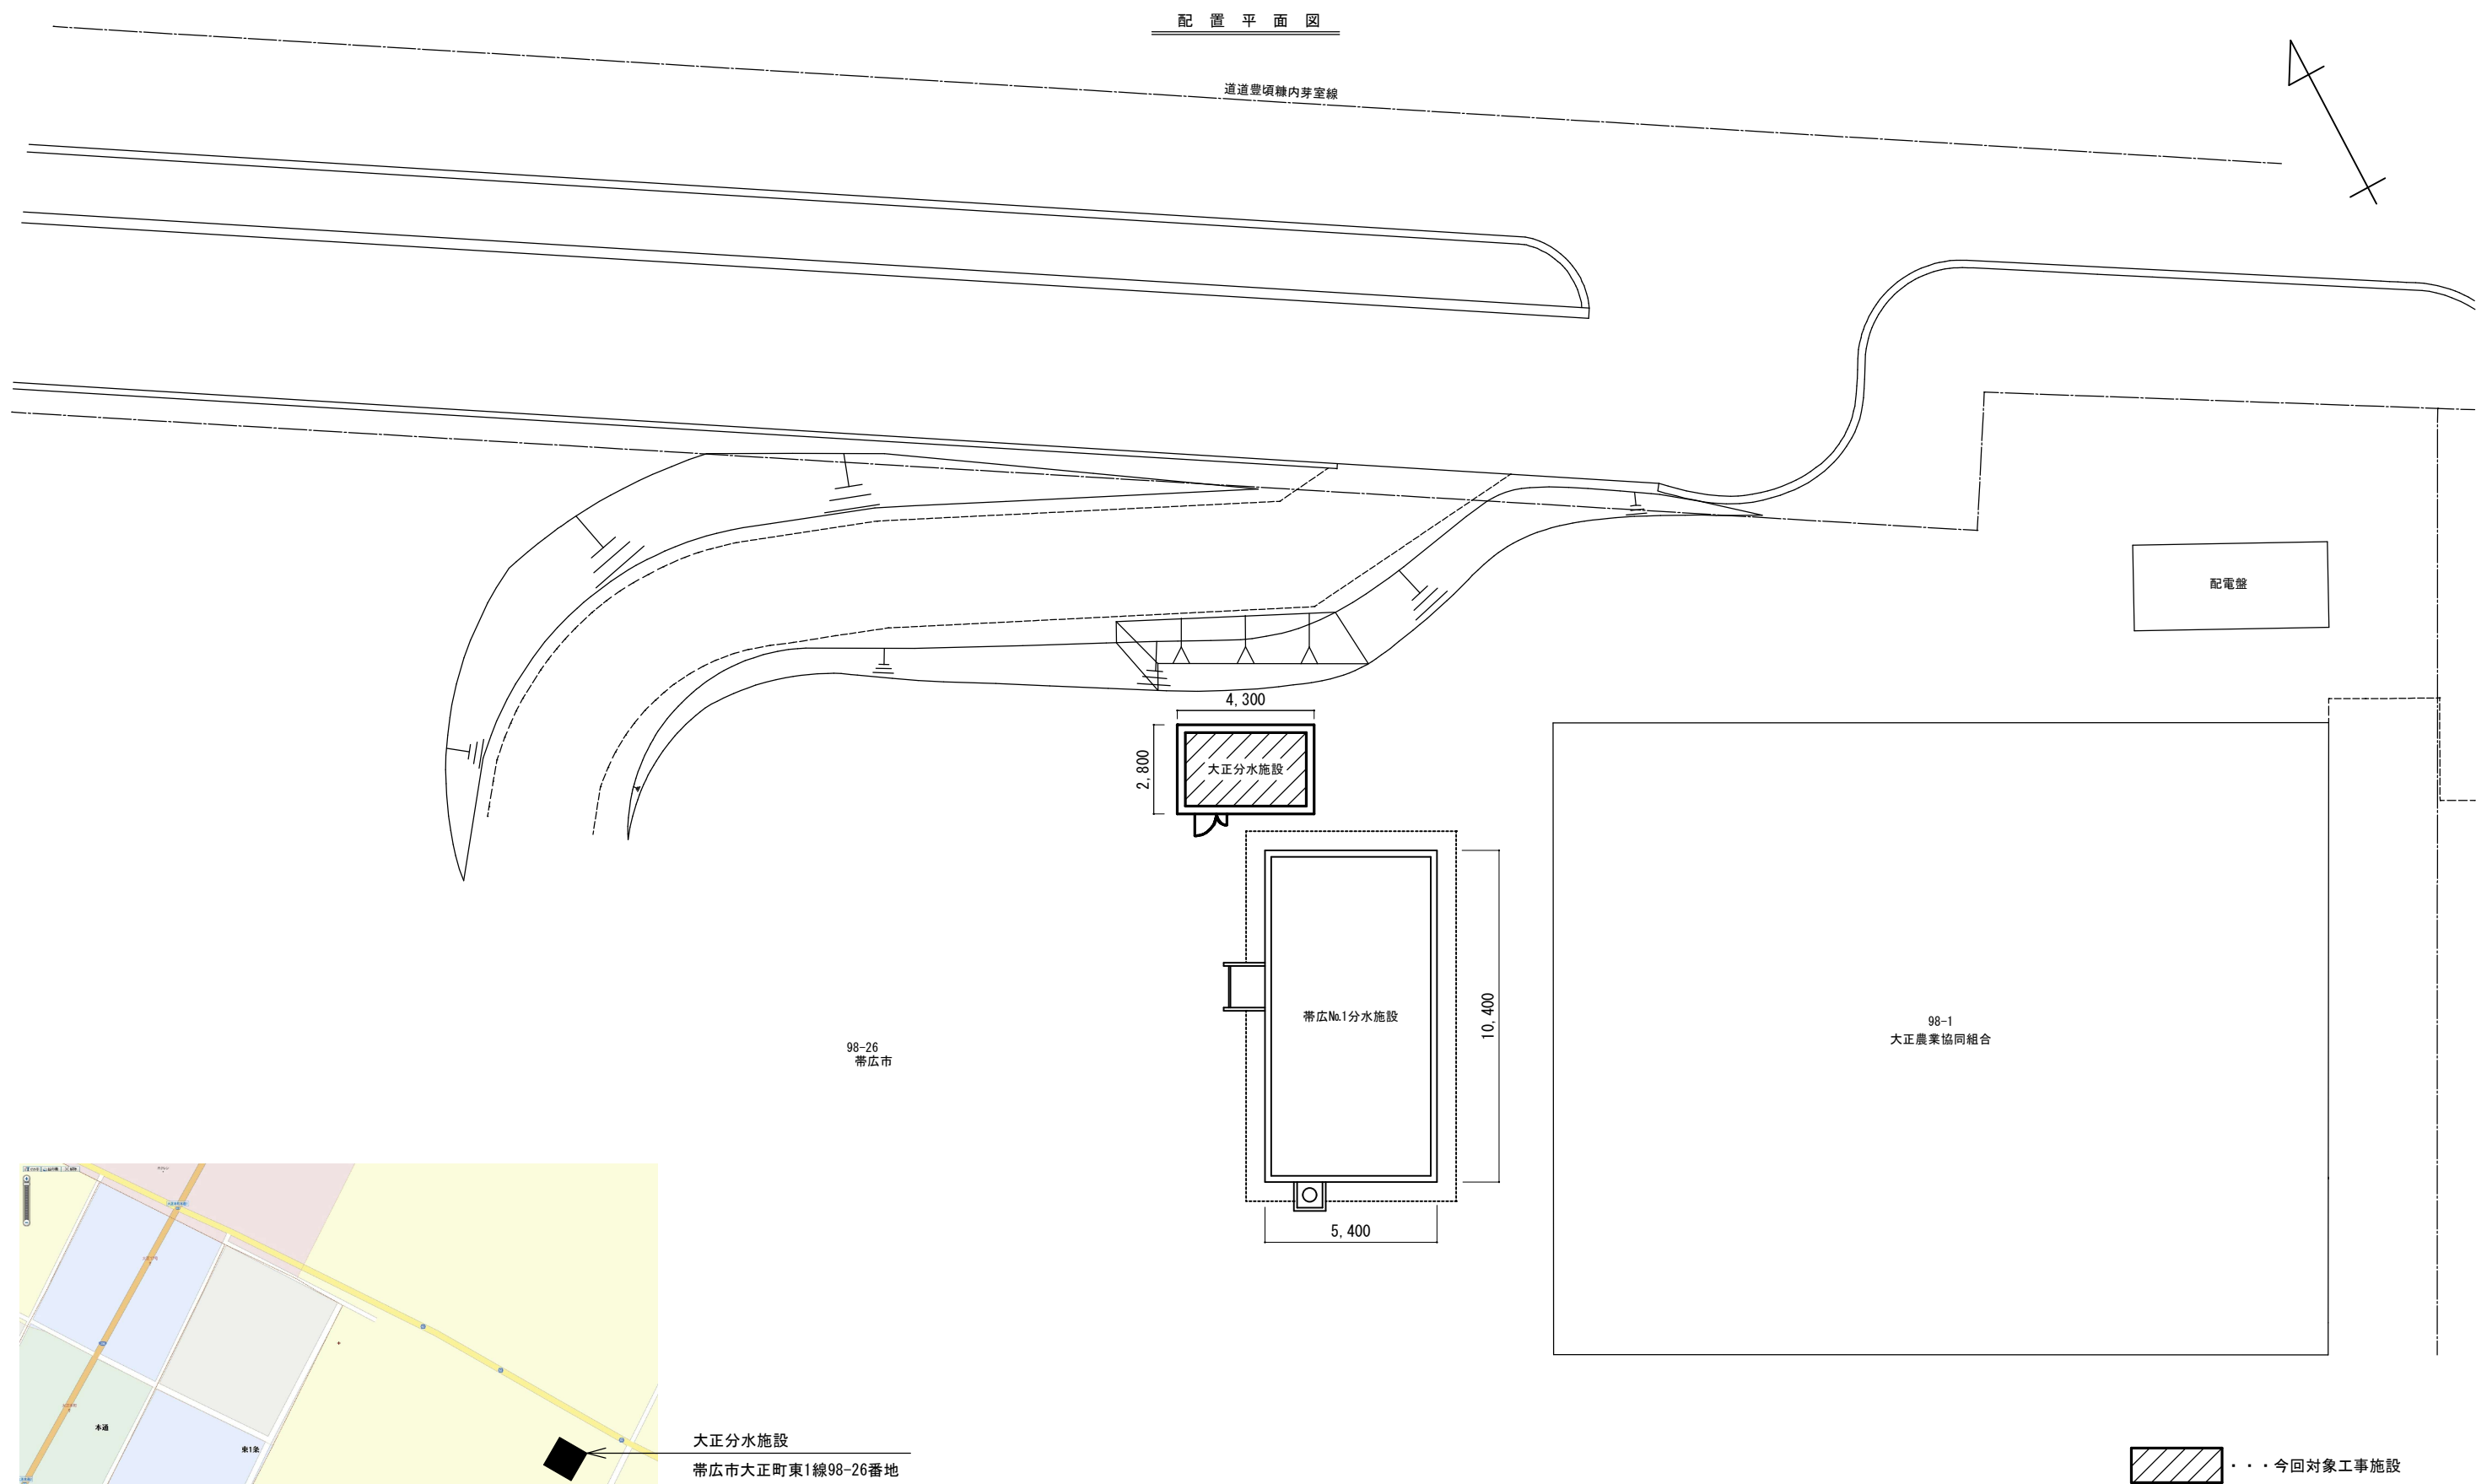 配置平面図
道道豊頃糠内芽室線
配電盤
4,300
2,800
大正分水施設
帯広No.1分水施設
10,400
5,400
98-26
帯広市
98-1
大正農業協同組合
本通
東1条
大正分水施設
帯広市大正町東1線98-26番地
・・・今回対象工事施設